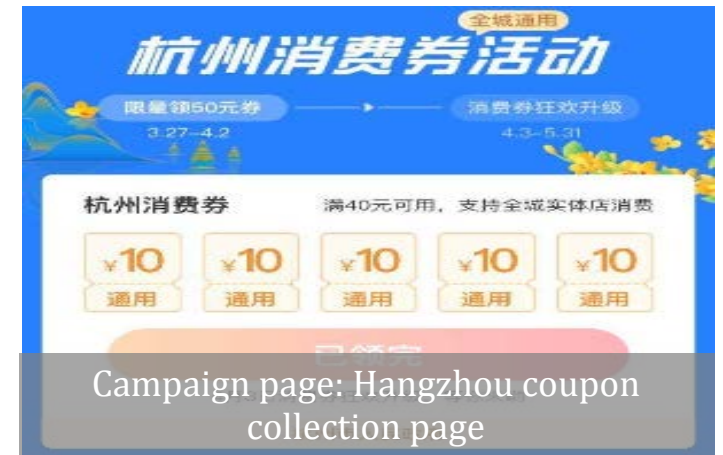 全城通用
杭州消费券活动
限量领50元券
消费券狂欢升级
3.27-4.2
4.3-5.31
杭州消费券
满40元可用，支持全城实体店消费
¥10 ¥10 ¥10 ¥10 ¥10
通用 通用 通用 通用 通用
已领完
Campaign page: Hangzhou coupon
collection page